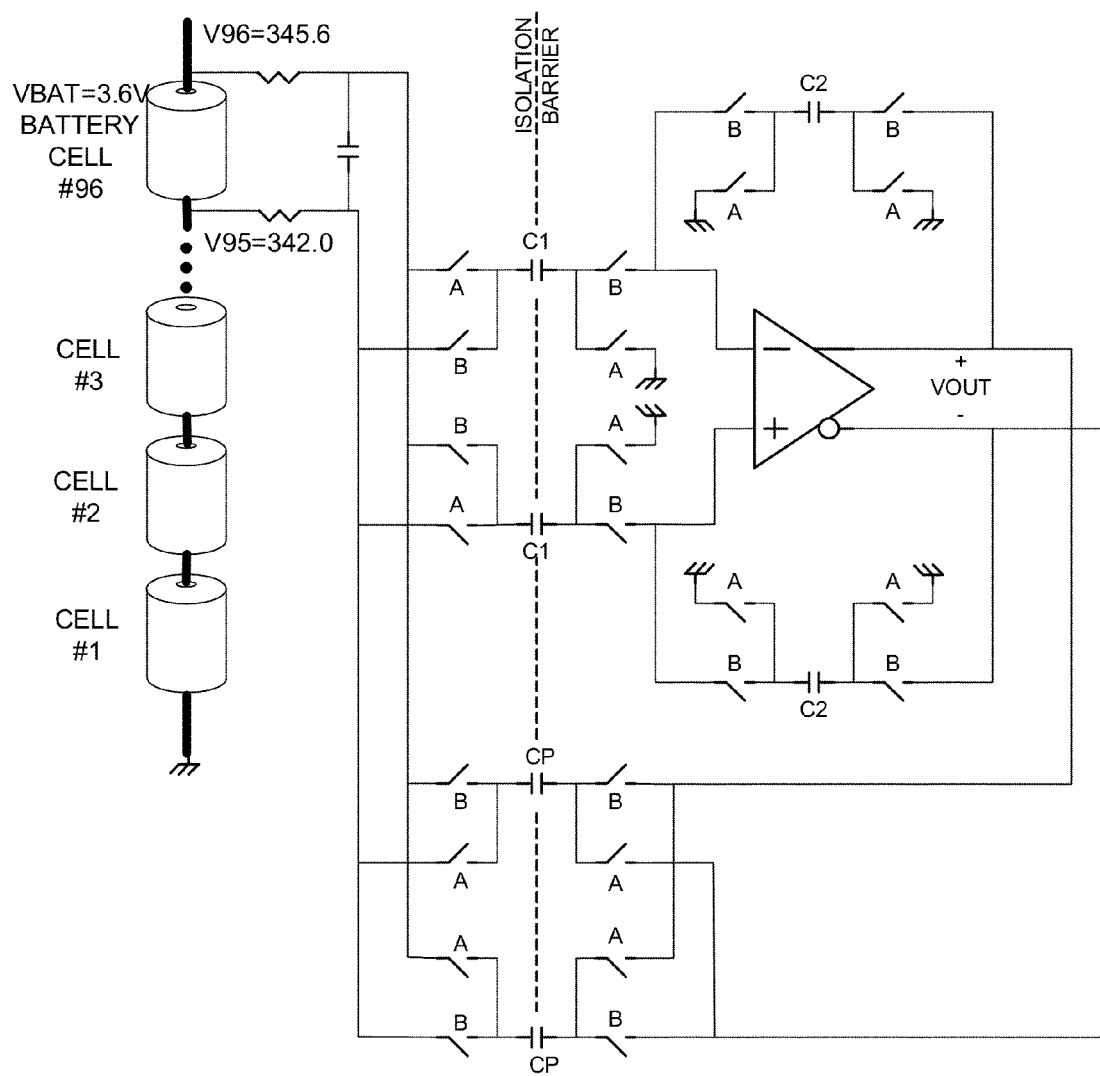 V96=345.6
VBAT=3.6V
BATTERY
CELL
#96
V95=342.0
CELL
#3
CELL
#2
CELL
#1
ISOLATION
BARRIER
C2
B
B
A
A
C1
A
B
B
A
B
A
A
B
C1
+
VOUT
-
−
+
A
A
B
B
C2
CP
B
B
A
A
A
A
B
B
CP